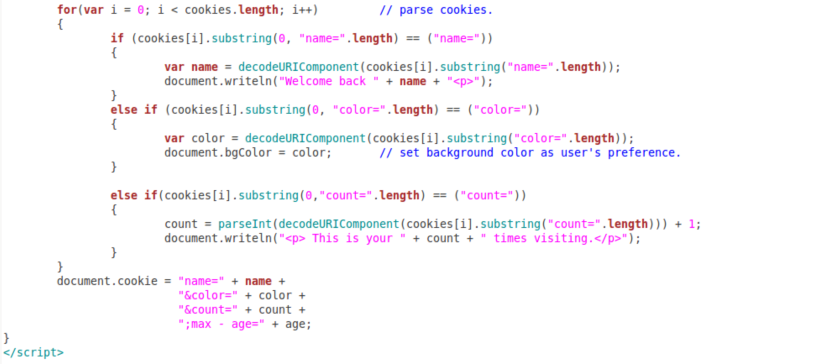 for(var i = 0; i < cookies.length; i++) // parse cookies.
{
if (cookies[i].substring(0, "name=".length) == ("name="))
{
var name = decodeURIComponent(cookies[i].substring("name=".length));
document.writeln("Welcome back " + name + "<p>");
}
else if (cookies[i].substring(0, "color=".length) == ("color="))
{
var color = decodeURIComponent(cookies[i].substring("color=".length));
document.bgColor = color; // set background color as user's preference.
}
else if(cookies[i].substring(0,"count=".length) == ("count="))
{
count = parseInt(decodeURIComponent(cookies[i].substring("count=".length))) + 1;
document.writeln("<p> This is your " + count + " times visiting.</p>");
}
}
document.cookie = "name=" + name +
"&color=" + color +
"&count=" + count +
";max - age=" + age;
}
</script>